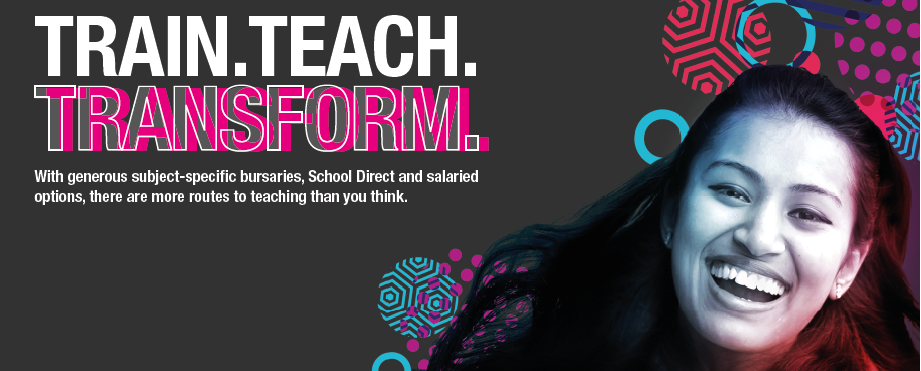 TRAIN.TEACH.
TRANSFORM.
With generous subject-specific bursaries, School Direct and salaried
options, there are more routes to teaching than you think.